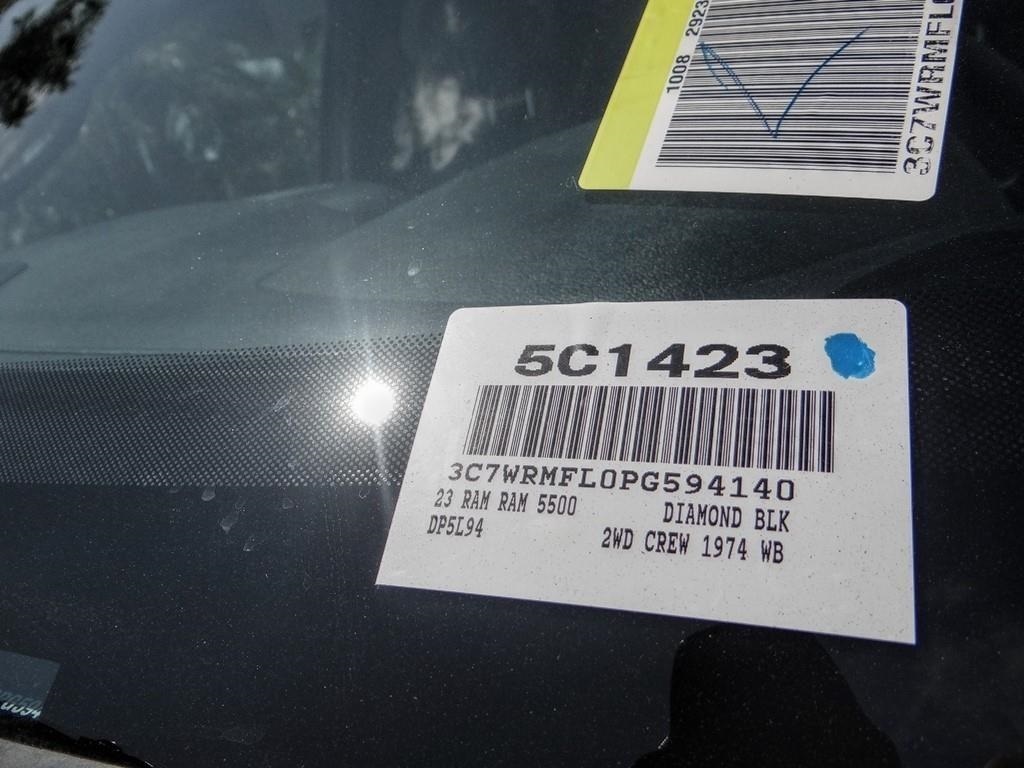 1008 2923
3C7WRMFL
5C1423
3C7WRMFL0PG594140
23 RAM RAM 5500 DIAMOND BLK
DP5L94 2WD CREW 1974 WB